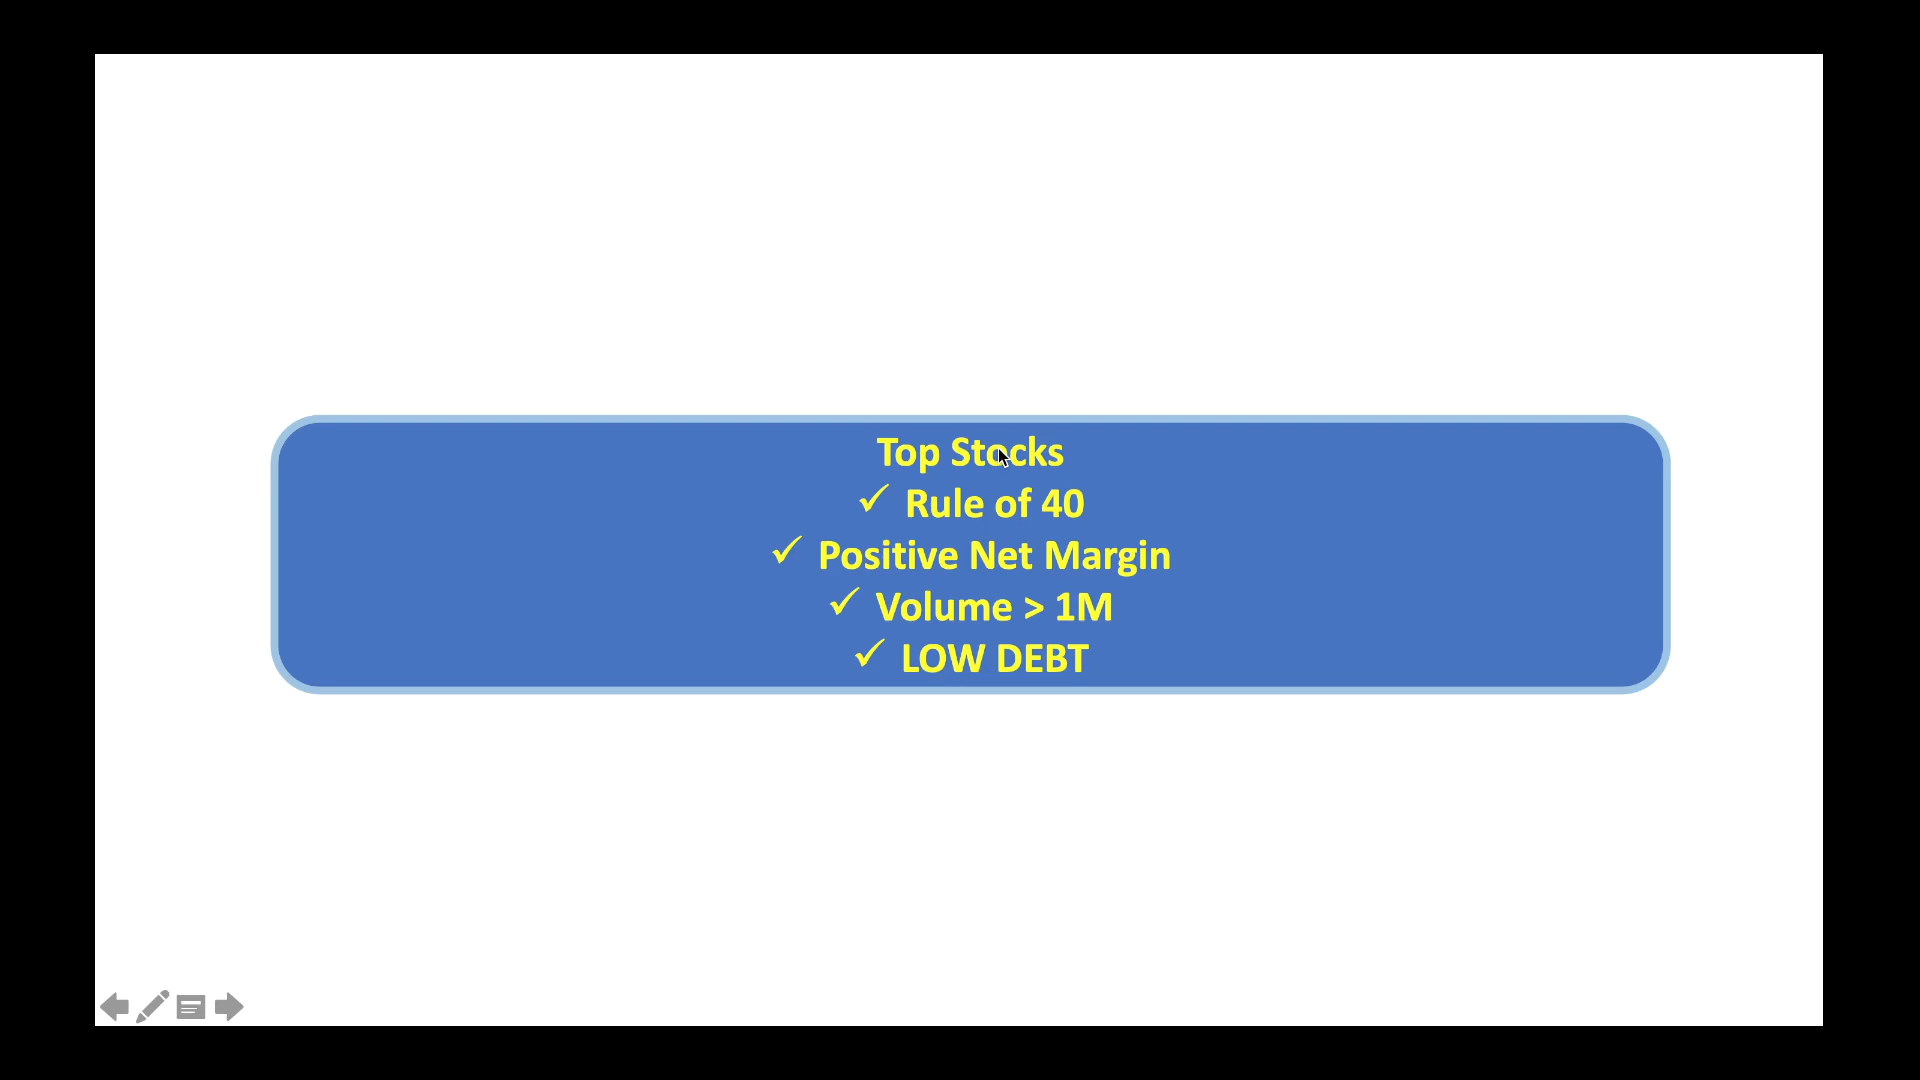 Top Stocks
✓ Rule of 40
✓ Positive Net Margin
✓ Volume > 1M
✓ LOW DEBT